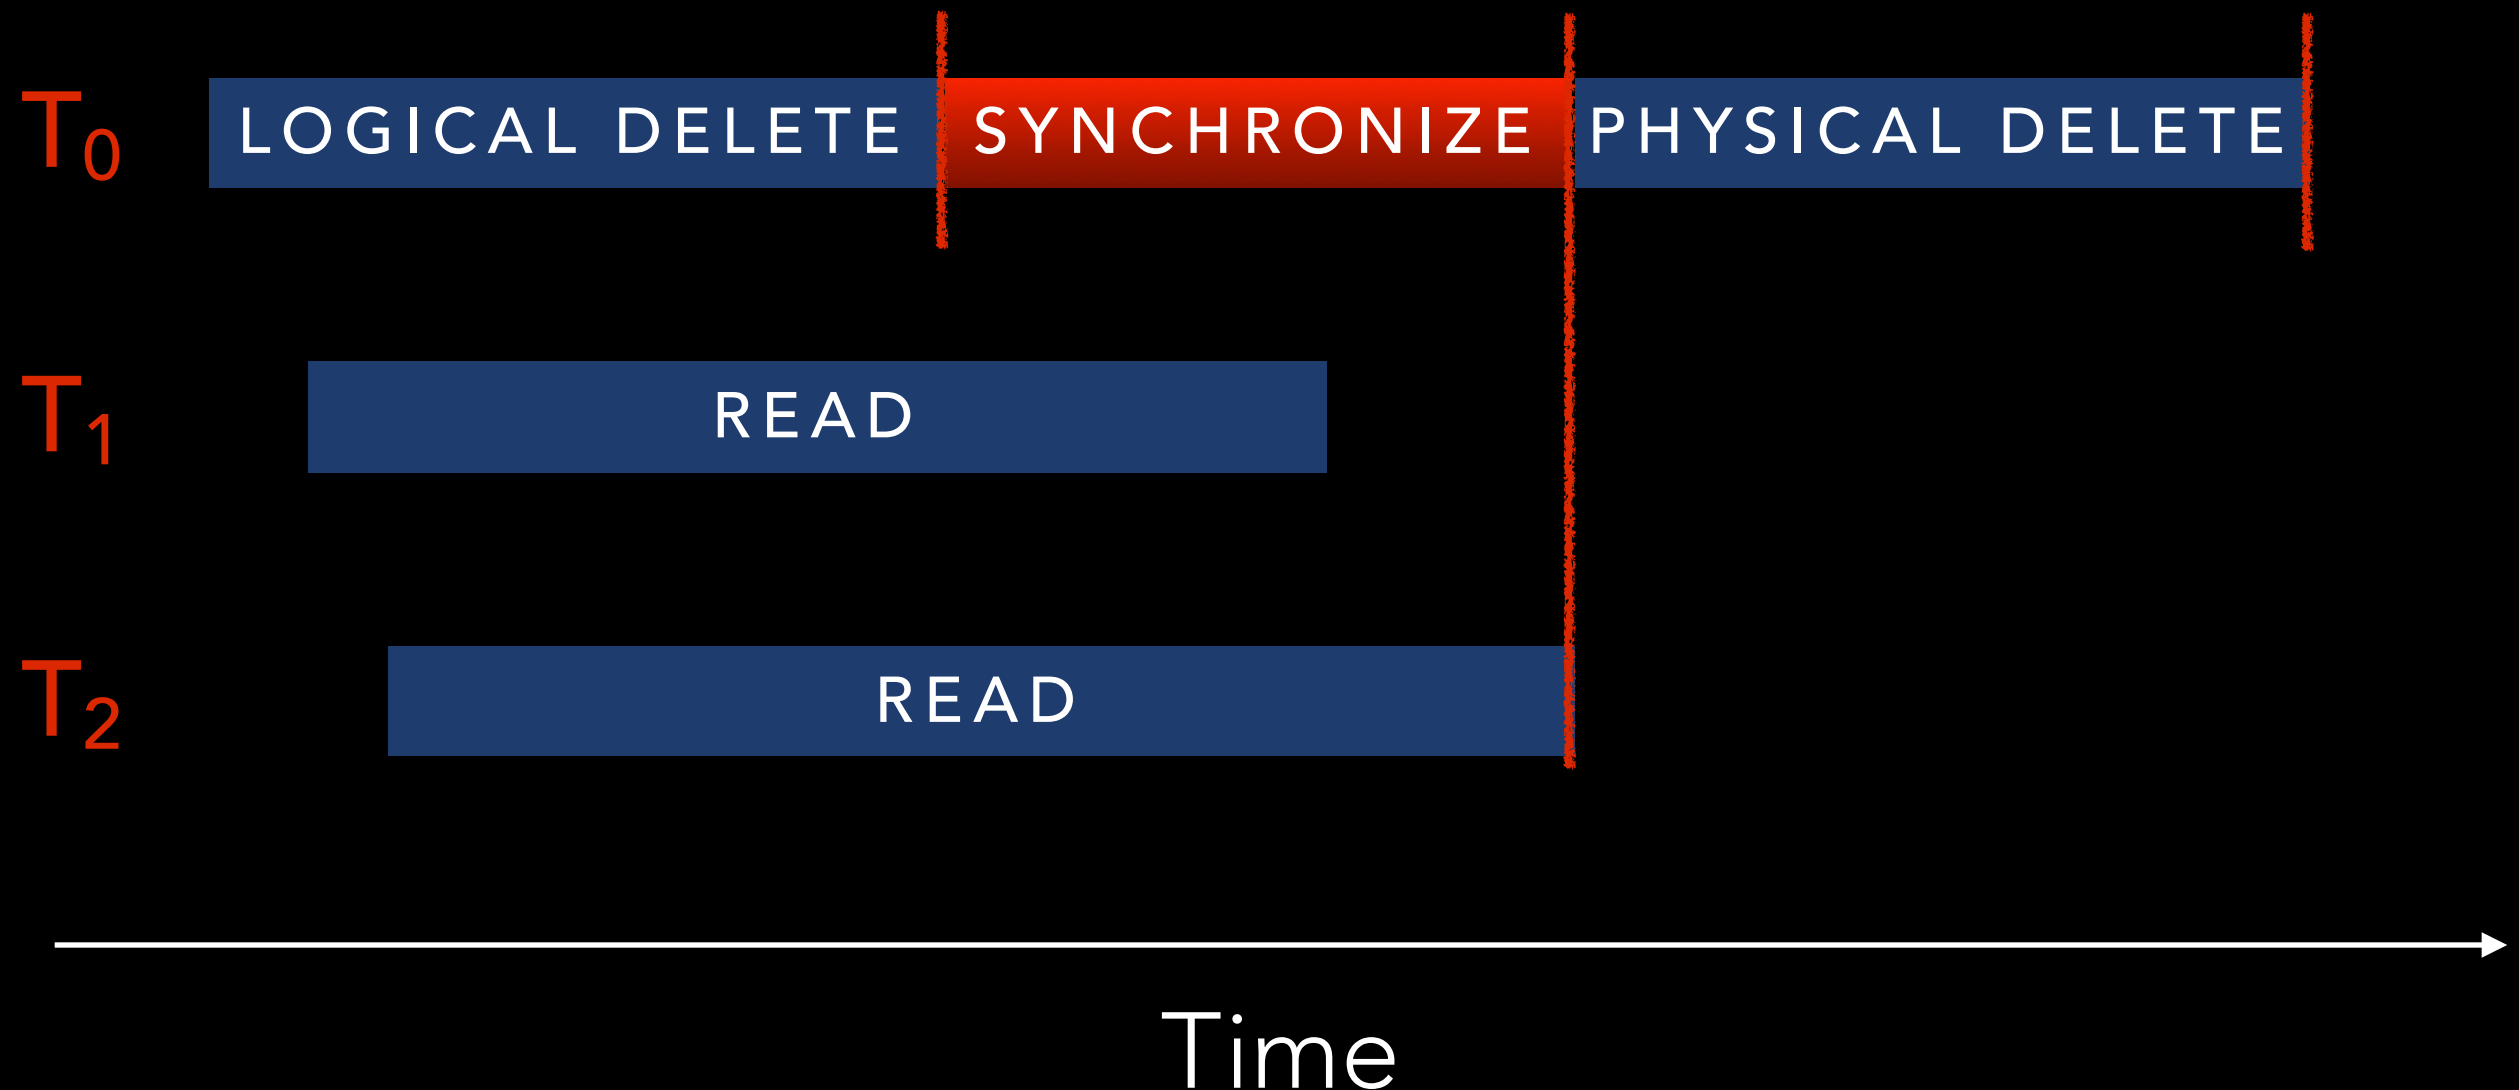 T0 LOGICAL DELETE SYNCHRONIZE PHYSICAL DELETE
T1 READ
T2 READ
Time